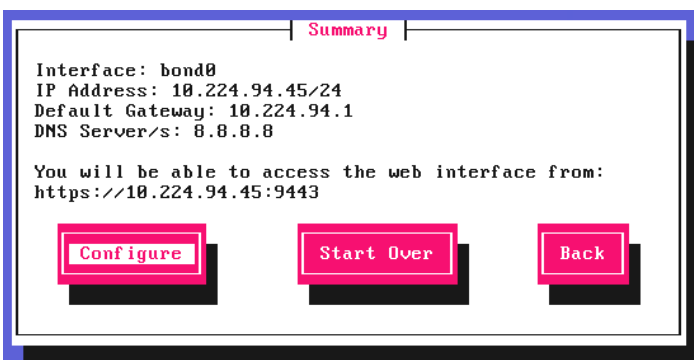 Summary
Interface: bond0
IP Address: 10.224.94.45/24
Default Gateway: 10.224.94.1
DNS Server/s: 8.8.8.8
You will be able to access the web interface from:
https://10.224.94.45:9443
Configure Start Over Back